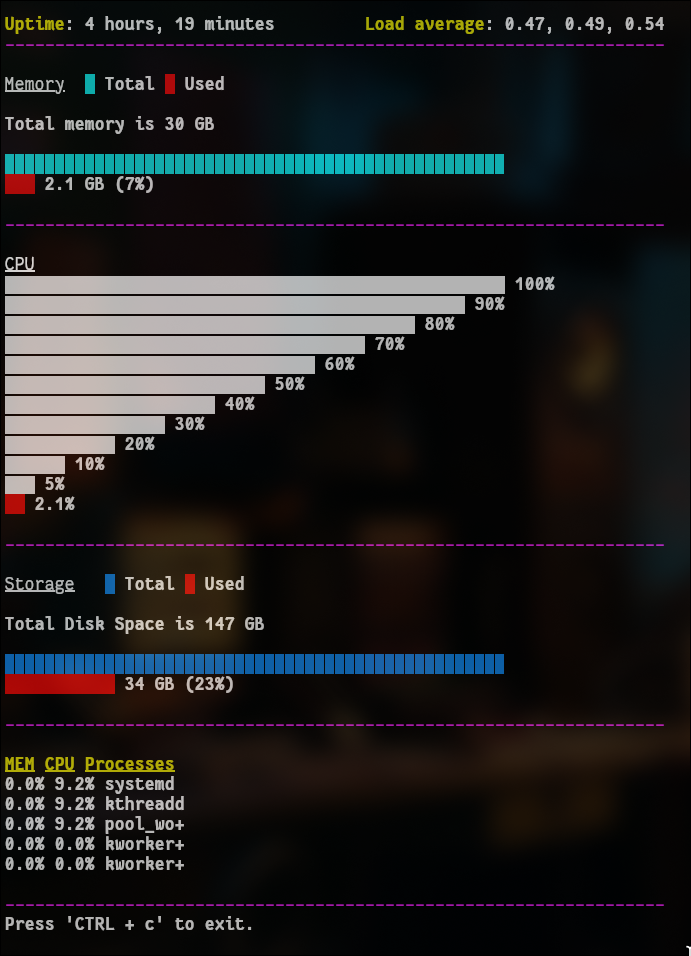 Uptime: 4 hours, 19 minutes Load average: 0.47, 0.49, 0.54
------------------------------------------------------------------
Memory Total Used
Total memory is 30 GB
2.1 GB (7%)
------------------------------------------------------------------
CPU
100%
90%
80%
70%
60%
50%
40%
30%
20%
10%
5%
2.1%
------------------------------------------------------------------
Storage Total Used
Total Disk Space is 147 GB
34 GB (23%)
------------------------------------------------------------------
MEM CPU Processes
0.0% 9.2% systemd
0.0% 9.2% kthreadd
0.0% 9.2% pool_wo+
0.0% 0.0% kworker+
0.0% 0.0% kworker+
------------------------------------------------------------------
Press 'CTRL + c' to exit.